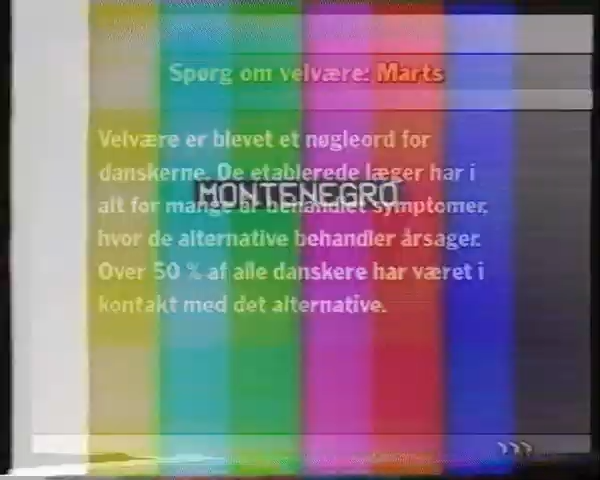 Spørg om velvære: Marts
Velvære er blevet et nøgleord for
danskerne. De etablerede læger har i
MONTENEGRO
alt for mange år behandlet symptomer,
hvor de alternative behandler årsager.
Over 50 % af alle danskere har været i
kontakt med det alternative.